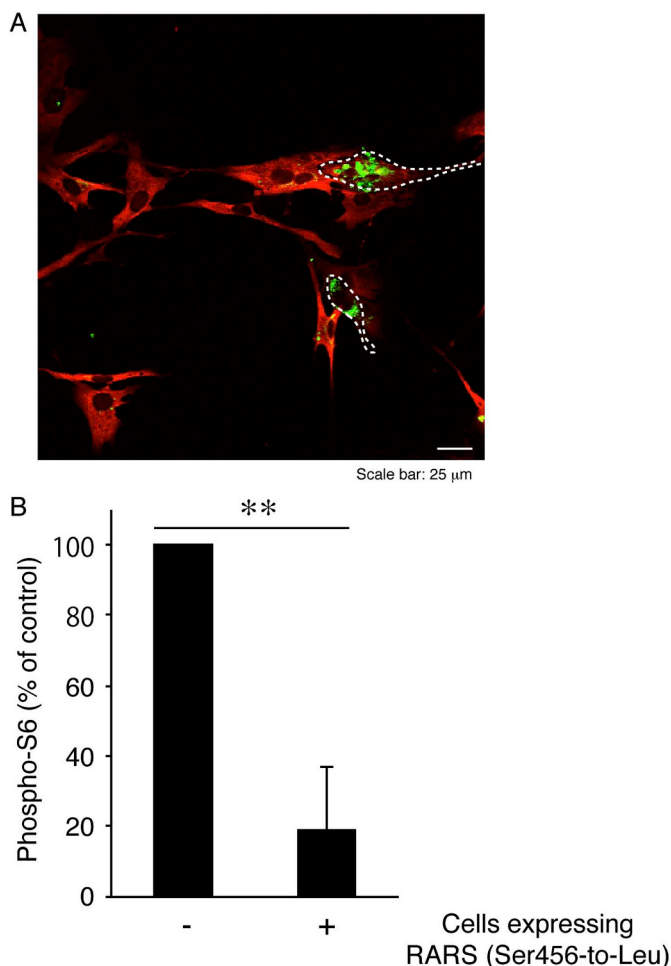 A
Scale bar: 25 μm
B
**
Phospho-S6 (% of control)
100
80
60
40
20
0
- +
Cells expressing
RARS (Ser456-to-Leu)